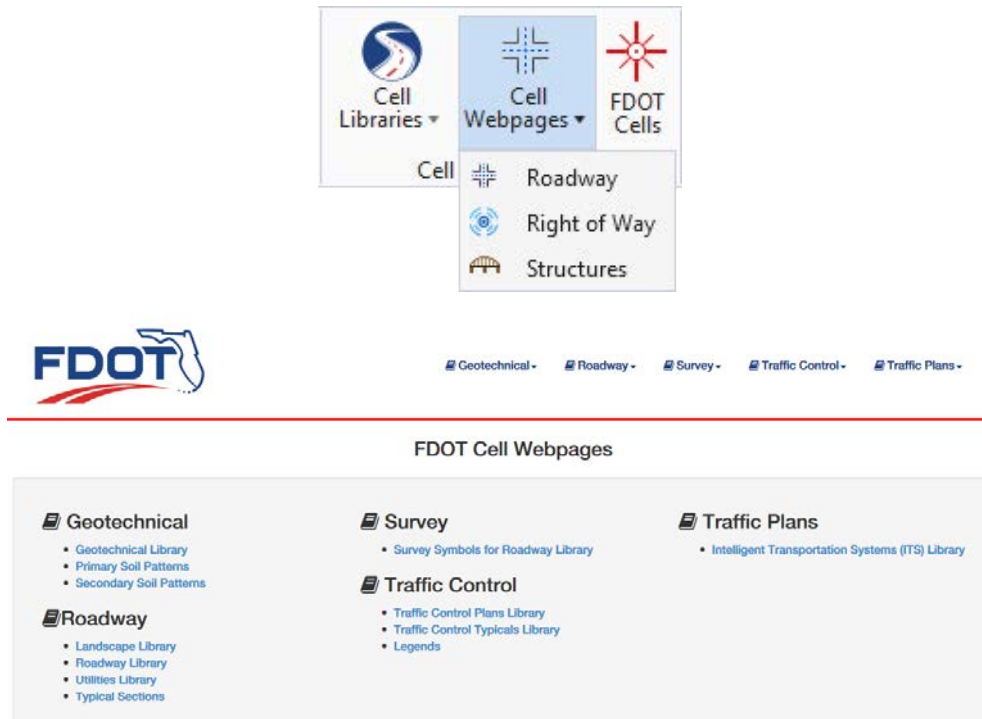 Cell
Libraries
Cell
Webpages
FDOT
Cells
Cell
Roadway
Right of Way
Structures
FDOT
Geotechnical
Roadway
Survey
Traffic Control
Traffic Plans
FDOT Cell Webpages
Geotechnical
• Geotechnical Library
• Primary Soil Patterns
• Secondary Soil Patterns
Roadway
• Landscape Library
• Roadway Library
• Utilities Library
• Typical Sections
Survey
• Survey Symbols for Roadway Library
Traffic Control
• Traffic Control Plans Library
• Traffic Control Typicals Library
• Legends
Traffic Plans
• Intelligent Transportation Systems (ITS) Library